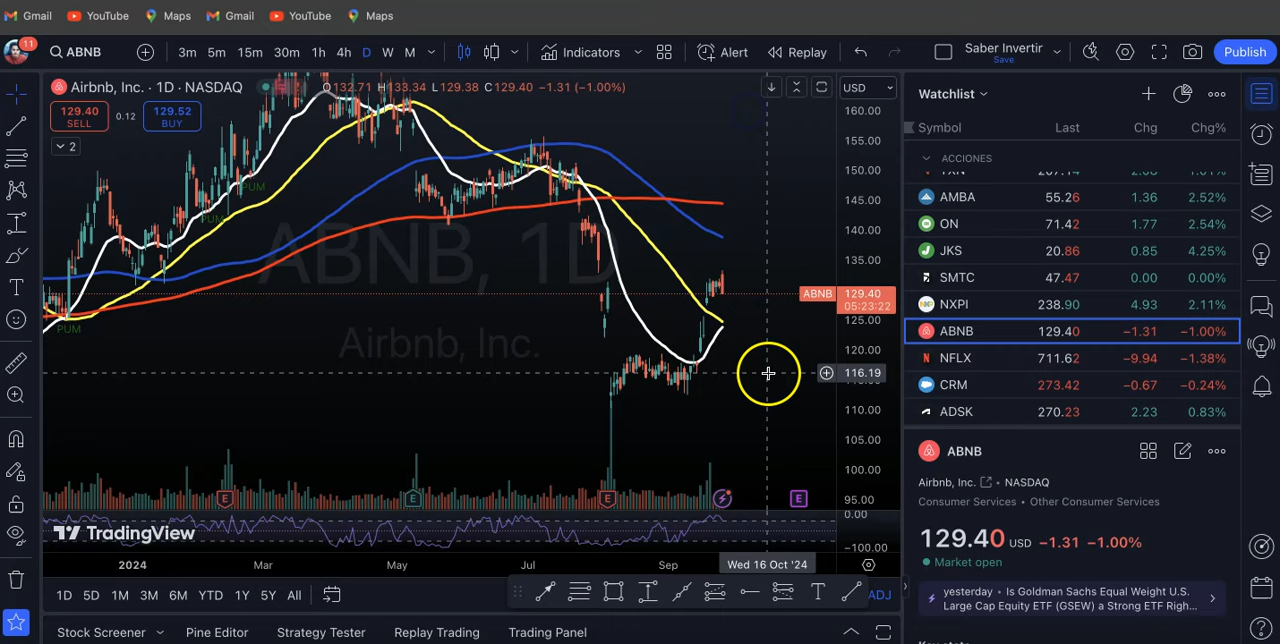 Gmail YouTube Maps Gmail YouTube Maps
11 ABNB 3m 5m 15m 30m 1h 4h D W M Indicators Alert Replay Saber Invertir Save Publish
Airbnb, Inc. · 1D · NASDAQ O132.71 H133.34 L129.38 C129.40 −1.31 (−1.00%) USD
129.40 SELL 0.12 129.52 BUY
2
160.00
155.00
150.00
145.00
140.00
135.00
ABNB 129.40
05:23:22
125.00
120.00
116.19
110.00
105.00
100.00
95.00
0.00
−100.00
PUM
PUM
PUM
ABNB, 1D
Airbnb, Inc.
E E E E
TradingView
2024 Mar May Jul Sep Wed 16 Oct '24
1D 5D 1M 3M 6M YTD 1Y 5Y All ADJ
Stock Screener Pine Editor Strategy Tester Replay Trading Trading Panel
Watchlist
Symbol Last Chg Chg%
ACCIONES
AMBA 55.26 1.36 2.52%
ON 71.42 1.77 2.54%
JKS 20.86 0.85 4.25%
SMTC 47.47 0.00 0.00%
NXPI 238.90 4.93 2.11%
ABNB 129.40 −1.31 −1.00%
NFLX 711.62 −9.94 −1.38%
CRM 273.42 −0.67 −0.24%
ADSK 270.23 2.23 0.83%
ABNB
Airbnb, Inc. • NASDAQ
Consumer Services • Other Consumer Services
129.40 USD −1.31 −1.00%
Market open
yesterday • Is Goldman Sachs Equal Weight U.S.
Large Cap Equity ETF (GSEW) a Strong ETF Righ...